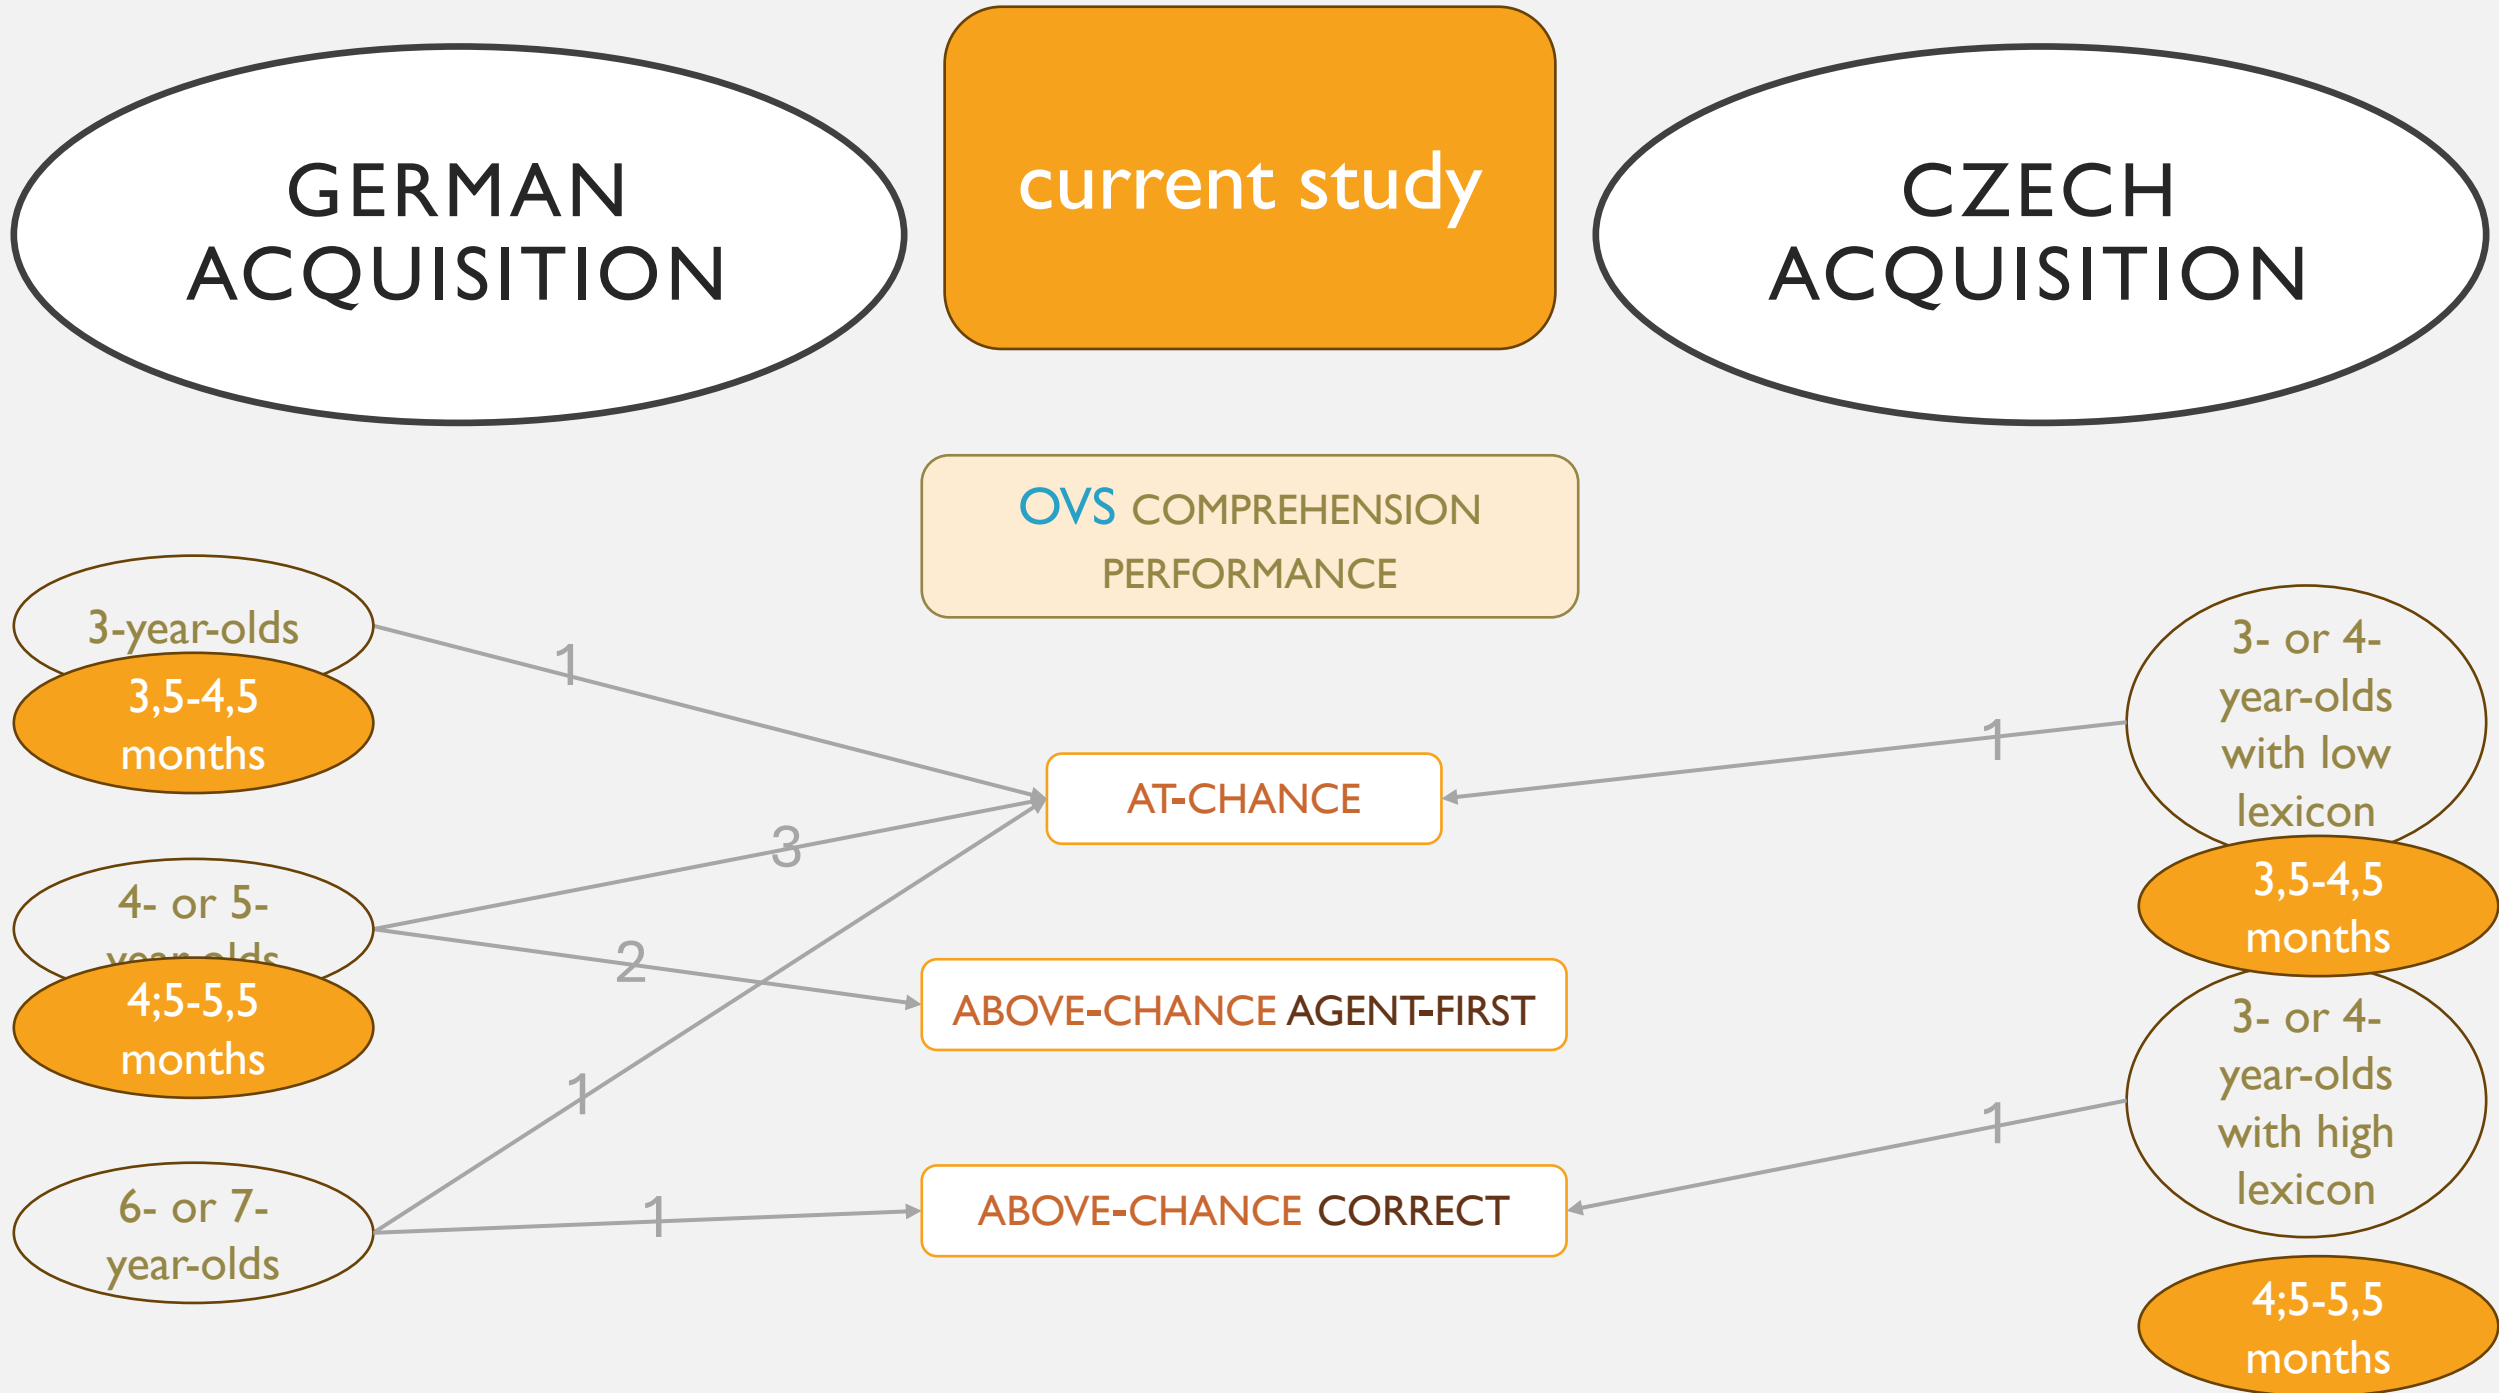 GERMAN
ACQUISITION
current study
CZECH
ACQUISITION
OVS COMPREHENSION
PERFORMANCE
3-year-olds
3,5-4,5
months
4- or 5-
year-olds
4;5-5,5
months
6- or 7-
year-olds
1
3
2
1
1
AT-CHANCE
ABOVE-CHANCE AGENT-FIRST
ABOVE-CHANCE CORRECT
1
1
3- or 4-
year-olds
with low
lexicon
3,5-4,5
months
3- or 4-
year-olds
with high
lexicon
4;5-5,5
months